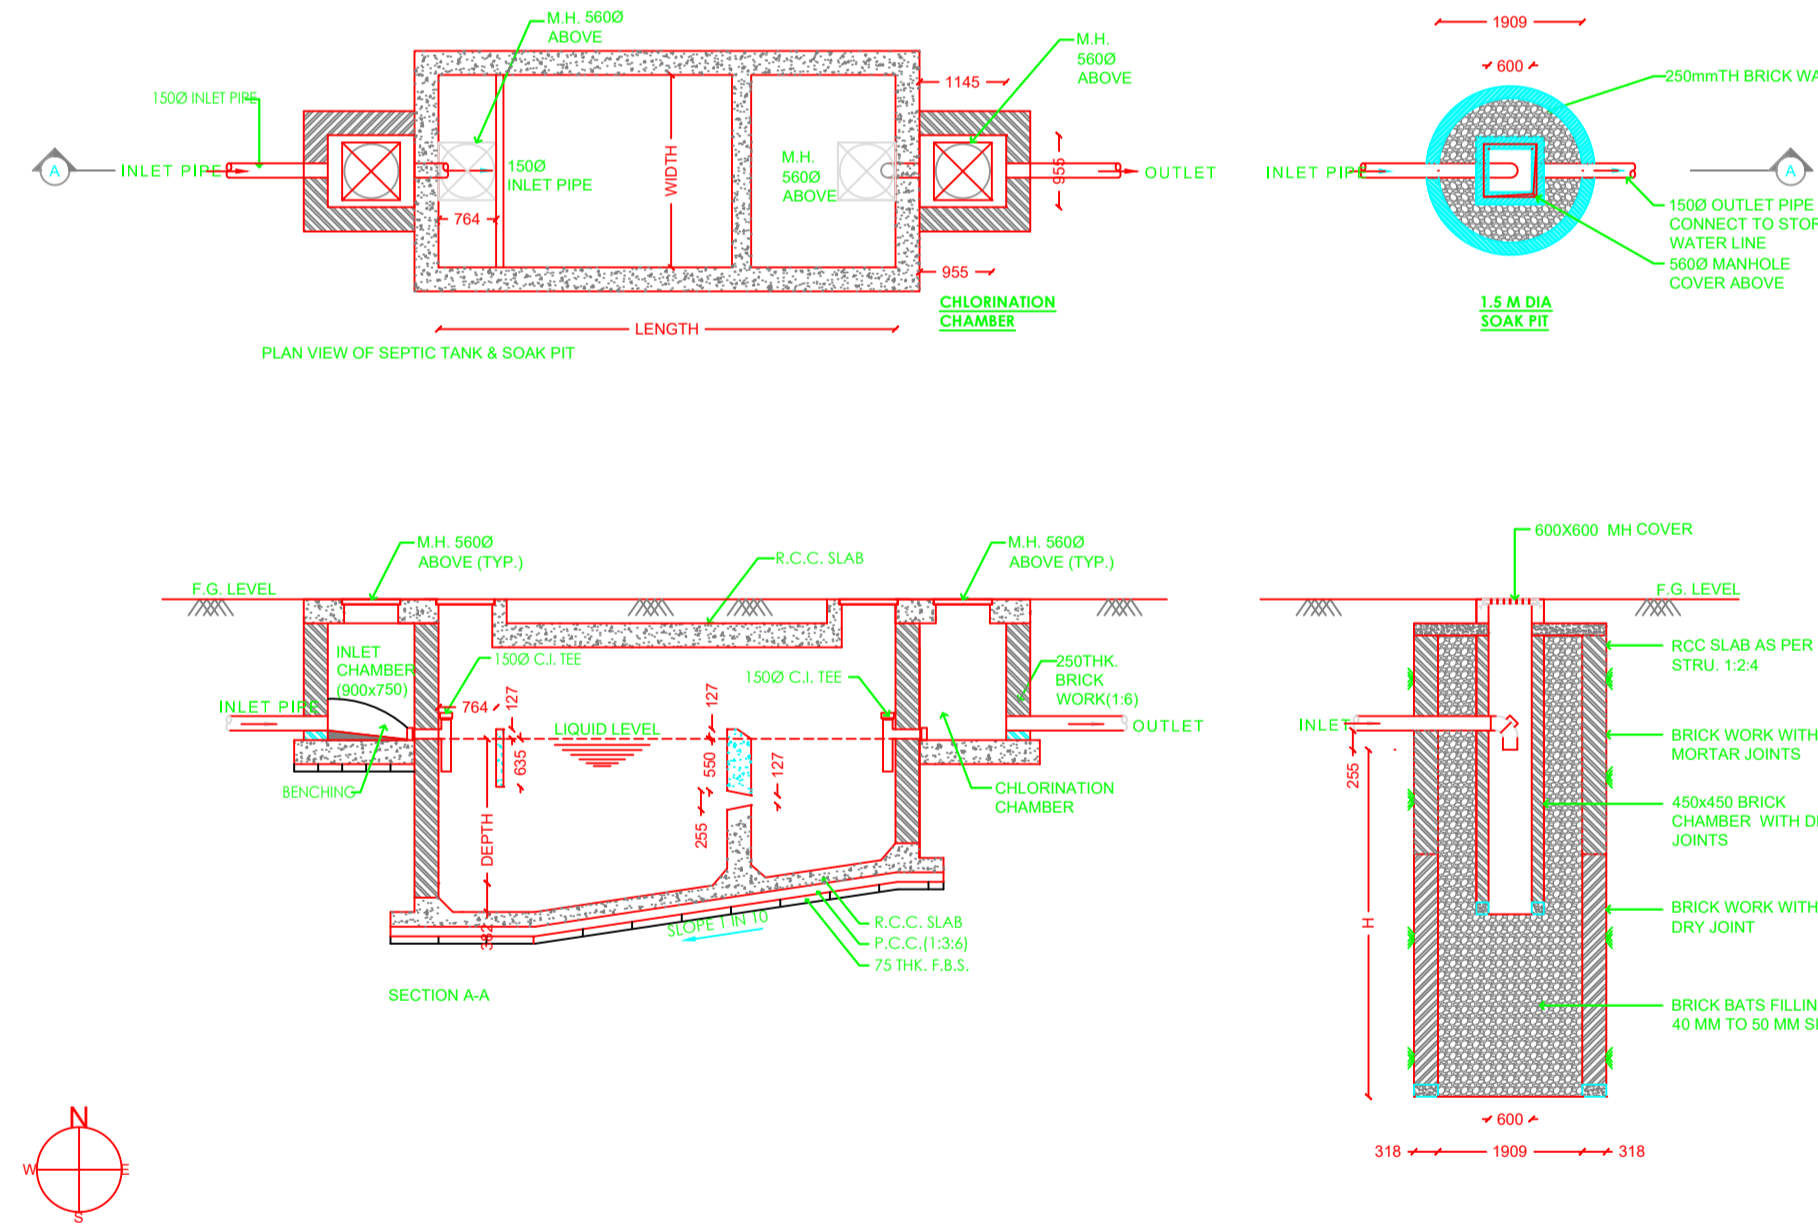 M.H. 560Ø
ABOVE
M.H.
560Ø
ABOVE
1145
150Ø INLET PIPE
A
INLET PIPE
150Ø
INLET PIPE
WIDTH
M.H.
560Ø
ABOVE
955
OUTLET
764
955
CHLORINATION
CHAMBER
LENGTH
PLAN VIEW OF SEPTIC TANK & SOAK PIT
1909
600
250mmTH BRICK WA
INLET PIPE
A
150Ø OUTLET PIPE
CONNECT TO STOR
WATER LINE
560Ø MANHOLE
COVER ABOVE
1.5 M DIA
SOAK PIT
M.H. 560Ø
ABOVE (TYP.)
R.C.C. SLAB
M.H. 560Ø
ABOVE (TYP.)
F.G. LEVEL
INLET
CHAMBER
(900x750)
150Ø C.I. TEE
150Ø C.I. TEE
250THK.
BRICK
WORK(1:6)
INLET PIPE
764
127
LIQUID LEVEL
127
OUTLET
635
550
127
BENCHING
CHLORINATION
CHAMBER
DEPTH
255
382
SLOPE 1 IN 10
R.C.C. SLAB
P.C.C.(1:3:6)
75 THK. F.B.S.
SECTION A-A
600X600 MH COVER
F.G. LEVEL
RCC SLAB AS PER
STRU. 1:2:4
INLET
BRICK WORK WITH
MORTAR JOINTS
255
450x450 BRICK
CHAMBER WITH D
JOINTS
H
BRICK WORK WITH
DRY JOINT
BRICK BATS FILLIN
40 MM TO 50 MM S
600
318
1909
318
N
W
E
S